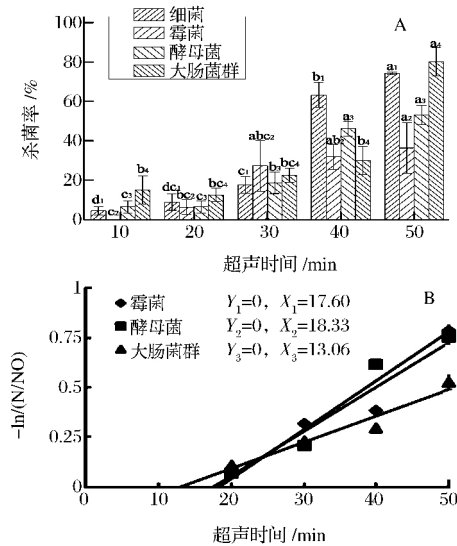 100
80
60
40
20
0
杀菌率/%
细菌
霉菌
酵母菌
大肠菌群
A
d₁ c₂ c₃ b₄
dc₁ b₂ c₃ bc₄
c₁ abc₂ b₃ bc₄
b₁ ab₂ a₃ b₄
a₁ a₂ a₃ a₄
10 20 30 40 50
超声时间/min
B
霉菌 Y₁=0, X₁=17.60
酵母菌 Y₂=0, X₂=18.33
大肠菌群 Y₃=0, X₃=13.06
0.75
0.5
0.25
0
-ln/(N/NO)
0 10 20 30 40 50
超声时间/min